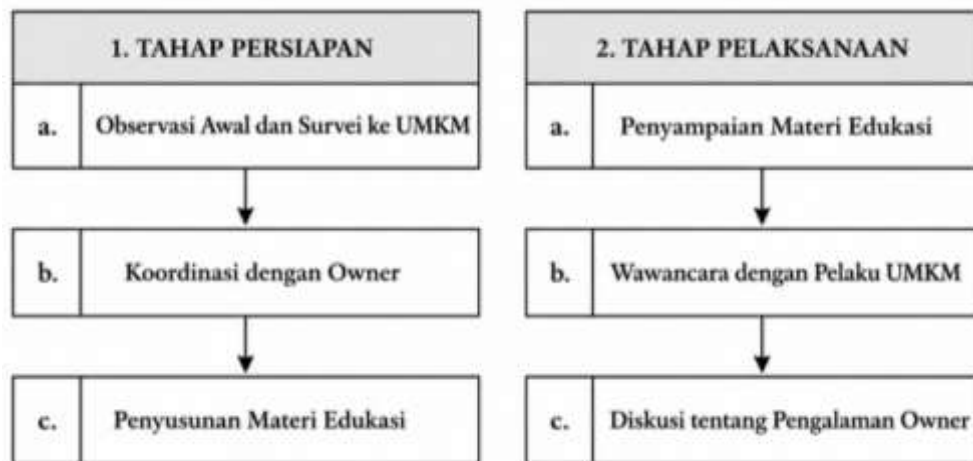 1. TAHAP PERSIAPAN
a. Observasi Awal dan Survei ke UMKM
b. Koordinasi dengan Owner
c. Penyusunan Materi Edukasi
2. TAHAP PELAKSANAAN
a. Penyampaian Materi Edukasi
b. Wawancara dengan Pelaku UMKM
c. Diskusi tentang Pengalaman Owner